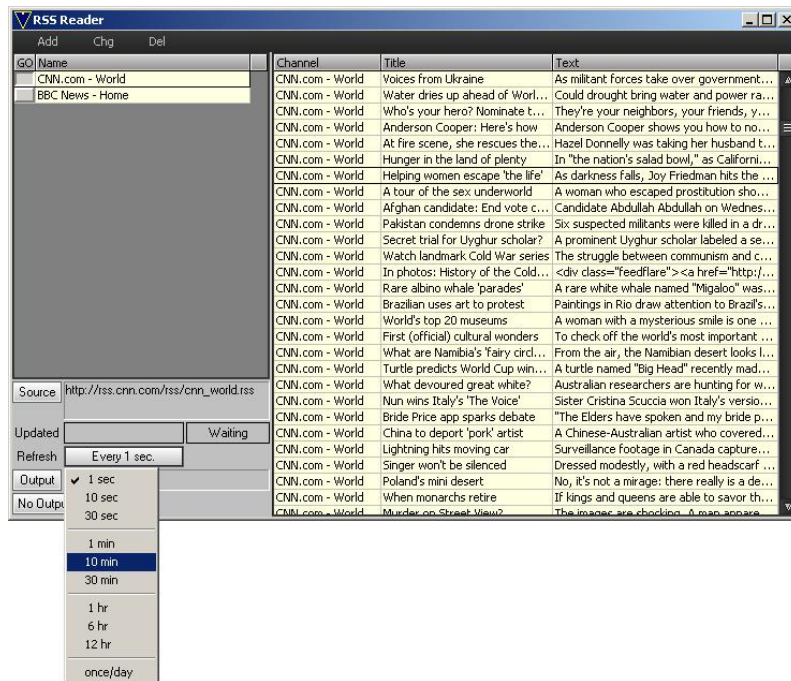 RSS Reader
Add Chg Del
GO Name
CNN.com - World
BBC News - Home
Source http://rss.cnn.com/rss/cnn_world.rss
Updated Waiting
Refresh Every 1 sec.
Output
No Outpu
✔ 1 sec
10 sec
30 sec
1 min
10 min
30 min
1 hr
6 hr
12 hr
once/day
Channel Title Text
CNN.com - World Voices from Ukraine As militant forces take over government...
CNN.com - World Water dries up ahead of Worl... Could drought bring water and power ra...
CNN.com - World Who's your hero? Nominate t... They're your neighbors, your friends, y...
CNN.com - World Anderson Cooper: Here's how Anderson Cooper shows you how to no...
CNN.com - World At fire scene, she rescues the... Hazel Donnelly was taking her husband t...
CNN.com - World Hunger in the land of plenty In "the nation's salad bowl," as Californi...
CNN.com - World Helping women escape 'the life' As darkness falls, Joy Friedman hits the ...
CNN.com - World A tour of the sex underworld A woman who escaped prostitution sho...
CNN.com - World Afghan candidate: End vote c... Candidate Abdullah Abdullah on Wednes...
CNN.com - World Pakistan condemns drone strike Six suspected militants were killed in a dr...
CNN.com - World Secret trial for Uyghur scholar? A prominent Uyghur scholar labeled a se...
CNN.com - World Watch landmark Cold War series The struggle between communism and c...
CNN.com - World In photos: History of the Cold... <div class="feedflare"><a href="http:/...
CNN.com - World Rare albino whale 'parades' A rare white whale named "Migaloo" was...
CNN.com - World Brazilian uses art to protest Paintings in Rio draw attention to Brazil's...
CNN.com - World World's top 20 museums A woman with a mysterious smile is one ...
CNN.com - World First (official) cultural wonders To check off the world's most important ...
CNN.com - World What are Namibia's 'fairy circl... From the air, the Namibian desert looks l...
CNN.com - World Turtle predicts World Cup win... A turtle named "Big Head" recently mad...
CNN.com - World What devoured great white? Australian researchers are hunting for w...
CNN.com - World Nun wins Italy's 'The Voice' Sister Cristina Scuccia won Italy's versio...
CNN.com - World Bride Price app sparks debate "The Elders have spoken and my bride p...
CNN.com - World China to deport 'pork' artist A Chinese-Australian artist who covered...
CNN.com - World Lightning hits moving car Surveillance footage in Canada capture...
CNN.com - World Singer won't be silenced Dressed modestly, with a red headscarf ...
CNN.com - World Poland's mini desert No, it's not a mirage: there really is a de...
CNN.com - World When monarchs retire If kings and queens are able to savor th...
CNN.com - World Murder on Street View? The images are shocking. A man appare...